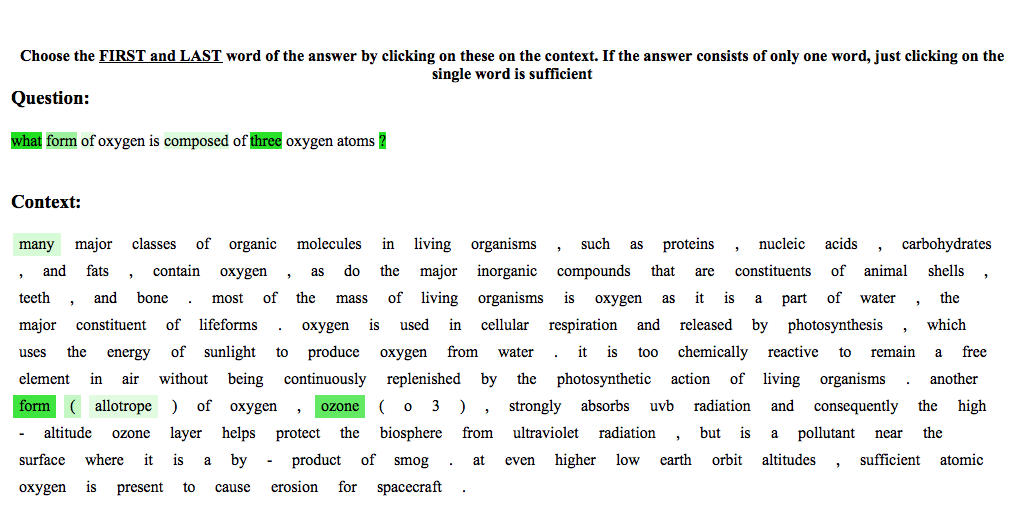 Choose the FIRST and LAST word of the answer by clicking on these on the context. If the answer consists of only one word, just clicking on the
single word is sufficient
Question:
what form of oxygen is composed of three oxygen atoms ?
Context:
many major classes of organic molecules in living organisms , such as proteins , nucleic acids , carbohydrates
, and fats , contain oxygen , as do the major inorganic compounds that are constituents of animal shells ,
teeth , and bone . most of the mass of living organisms is oxygen as it is a part of water , the
major constituent of lifeforms . oxygen is used in cellular respiration and released by photosynthesis , which
uses the energy of sunlight to produce oxygen from water . it is too chemically reactive to remain a free
element in air without being continuously replenished by the photosynthetic action of living organisms . another
form ( allotrope ) of oxygen , ozone ( o 3 ) , strongly absorbs uvb radiation and consequently the high
- altitude ozone layer helps protect the biosphere from ultraviolet radiation , but is a pollutant near the
surface where it is a by - product of smog . at even higher low earth orbit altitudes , sufficient atomic
oxygen is present to cause erosion for spacecraft .